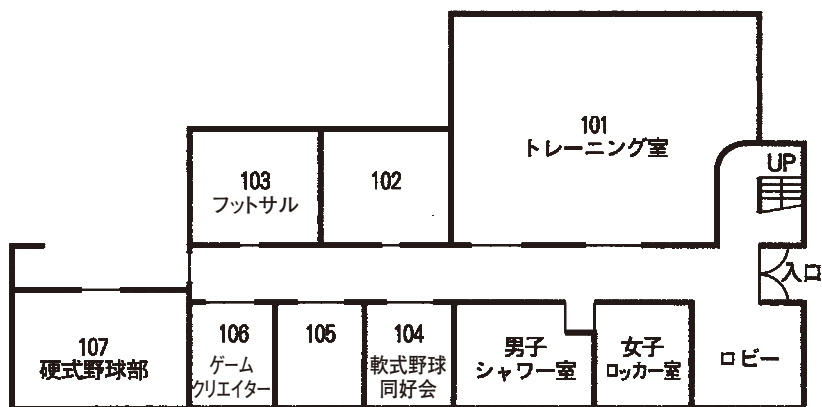 101
トレーニング室
UP
103
フットサル
102
入口
107
硬式野球部
106
ゲーム
クリエイター
105
104
軟式野球
同好会
男子
シャワー室
女子
ロッカー室
ロビー